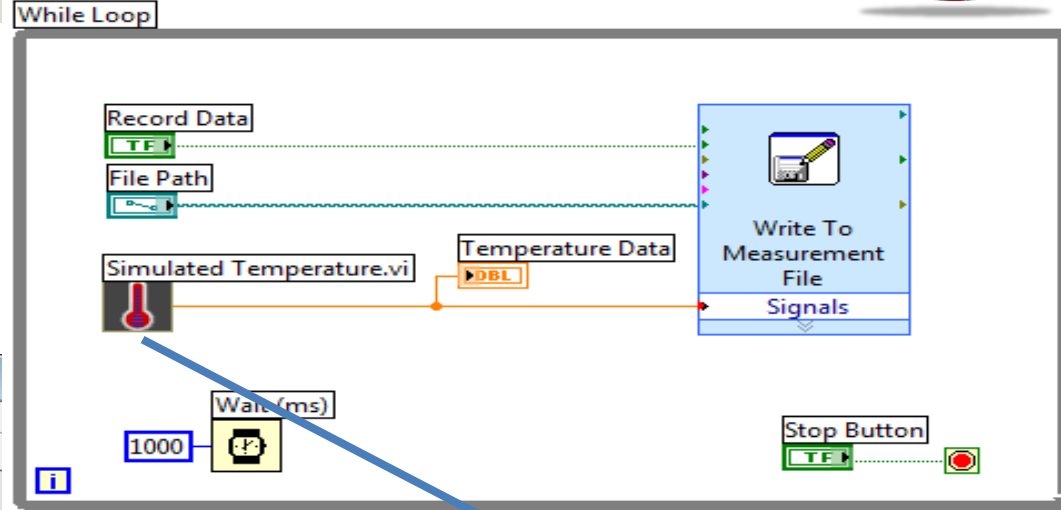 While Loop
Record Data
TF
File Path
Temperature Data
DBL
Simulated Temperature.vi
Write To
Measurement
File
Signals
Wait (ms)
1000
Stop Button
TF
i